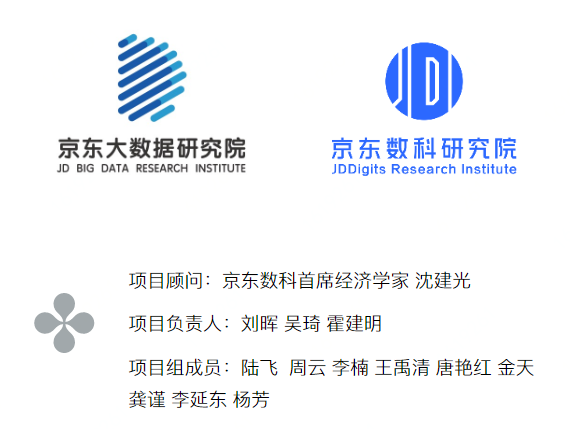 京东大数据研究院
JD BIG DATA RESEARCH INSTITUTE
JDD
京东数科研究院
JDDigits Research Institute
项目顾问：京东数科首席经济学家 沈建光
项目负责人：刘晖 吴琦 霍建明
项目组成员：陆飞 周云 李楠 王禹清 唐艳红 金天
龚谨 李延东 杨芳